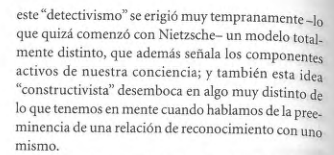 este “detectivismo” se erigió muy tempranamente –lo
que quizá comenzó con Nietzsche– un modelo total-
mente distinto, que además señala los componentes
activos de nuestra conciencia; y también esta idea
“constructivista” desemboca en algo muy distinto de
lo que tenemos en mente cuando hablamos de la pree-
minencia de una relación de reconocimiento con uno
mismo.